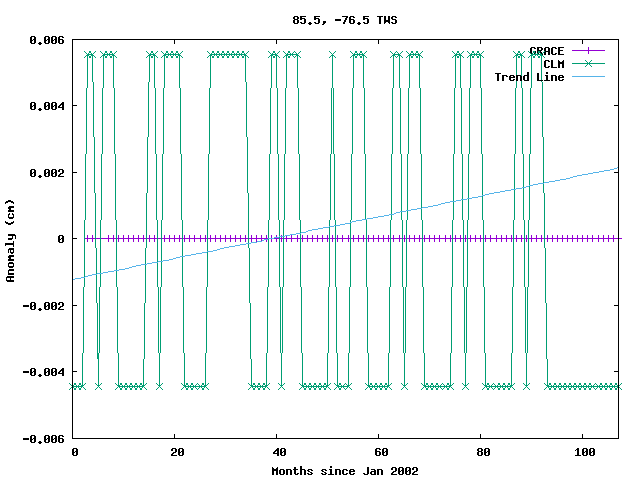 85.5, -76.5 TWS
GRACE
CLM
Trend Line
0.006
0.004
0.002
0
-0.002
-0.004
-0.006
Anomaly (cm)
0 20 40 60 80 100
Months since Jan 2002